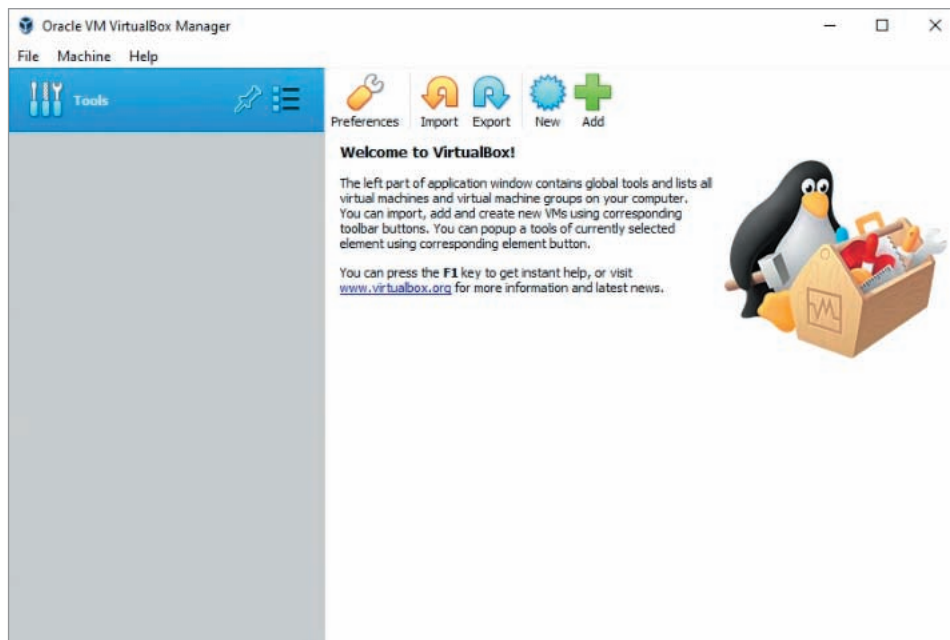 Oracle VM VirtualBox Manager
File Machine Help
Tools
Preferences Import Export New Add
Welcome to VirtualBox!
The left part of application window contains global tools and lists all
virtual machines and virtual machine groups on your computer.
You can import, add and create new VMs using corresponding
toolbar buttons. You can popup a tools of currently selected
element using corresponding element button.
You can press the F1 key to get instant help, or visit
www.virtualbox.org for more information and latest news.